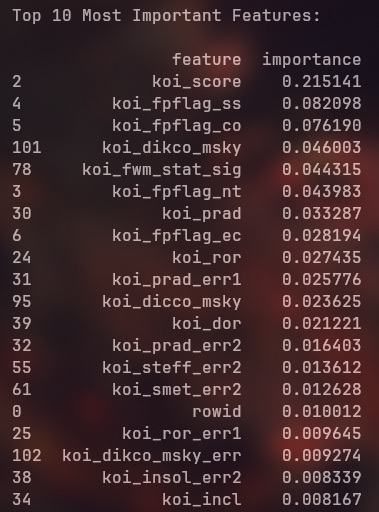 Top 10 Most Important Features:
feature importance
2 koi_score 0.215141
4 koi_fpflag_ss 0.082098
5 koi_fpflag_co 0.076190
101 koi_dikco_msky 0.046003
78 koi_fwm_stat_sig 0.044315
3 koi_fpflag_nt 0.043983
30 koi_prad 0.033287
6 koi_fpflag_ec 0.028194
24 koi_ror 0.027435
31 koi_prad_err1 0.025776
95 koi_dicco_msky 0.023625
39 koi_dor 0.021221
32 koi_prad_err2 0.016403
55 koi_steff_err2 0.013612
61 koi_smet_err2 0.012628
0 rowid 0.010012
25 koi_ror_err1 0.009645
102 koi_dikco_msky_err 0.009274
38 koi_insol_err2 0.008339
34 koi_incl 0.008167